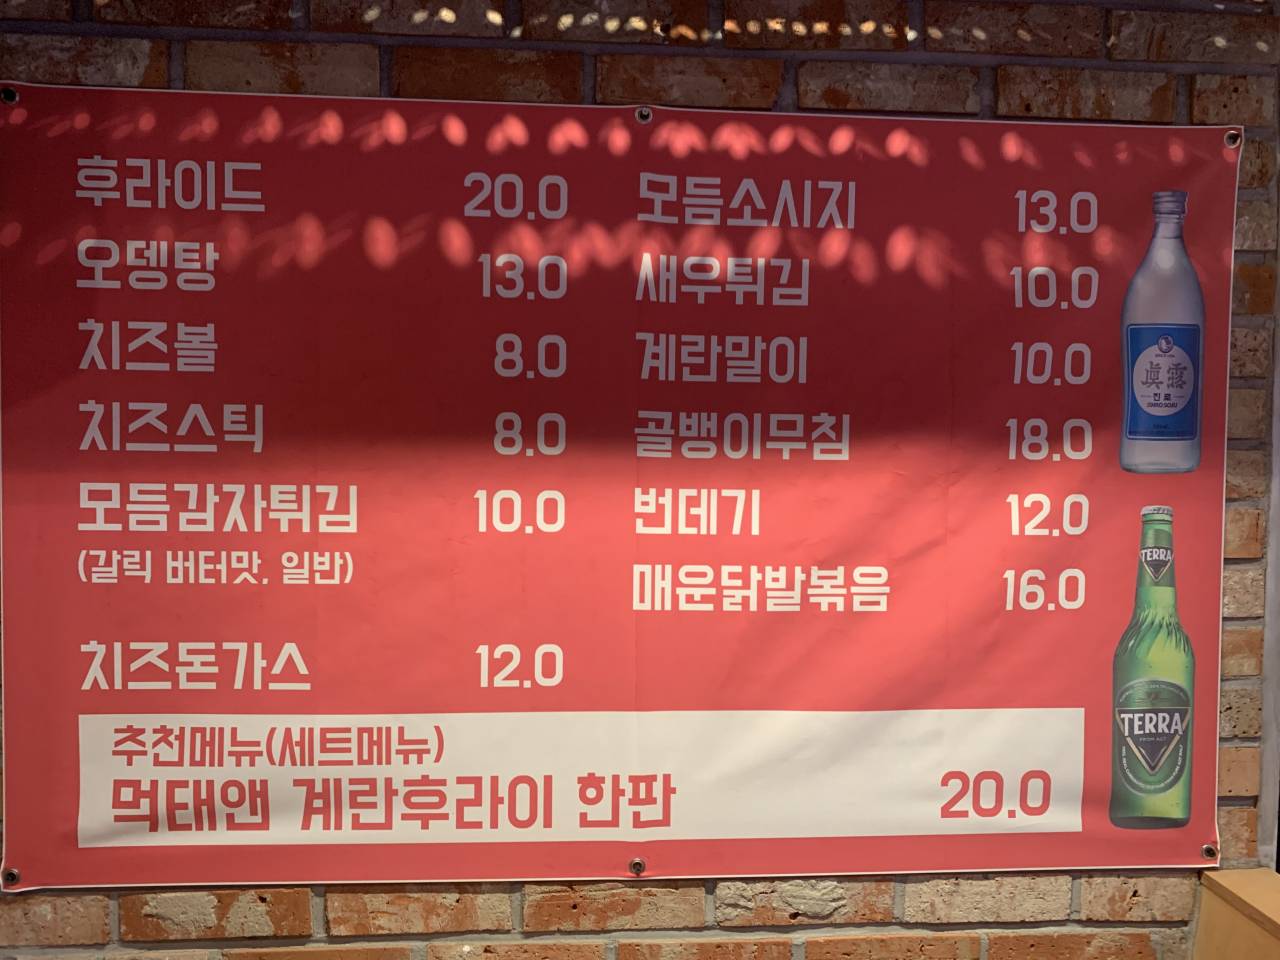 후라이드 20.0
오뎅탕 13.0
치즈볼 8.0
치즈스틱 8.0
모듬감자튀김 10.0
(갈릭 버터맛, 일반)
치즈돈가스 12.0
모듬소시지 13.0
새우튀김 10.0
계란말이 10.0
골뱅이무침 18.0
번데기 12.0
매운닭발볶음 16.0
추천메뉴(세트메뉴)
먹태앤 계란후라이 한판 20.0
眞露
진로
JINRO SOJU
TERRA
TERRA